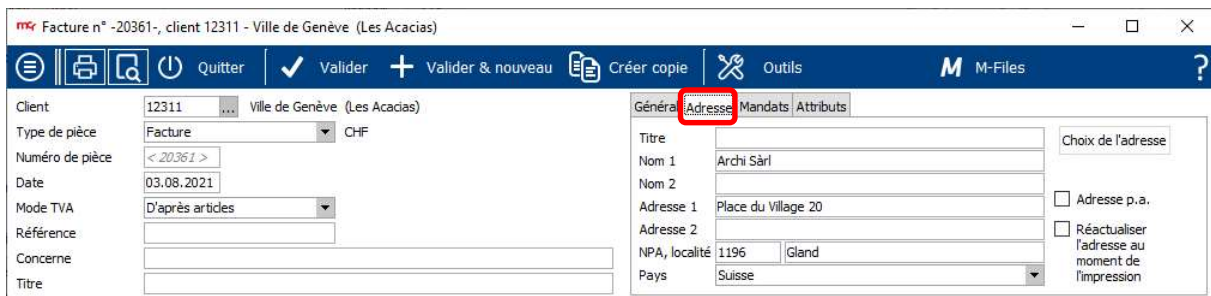 mcr Facture n° -20361-, client 12311 - Ville de Genève (Les Acacias)
Quitter Valider Valider & nouveau Créer copie Outils M M-Files ?
Client 12311 ... Ville de Genève (Les Acacias)
Type de pièce Facture CHF
Numéro de pièce < 20361 >
Date 03.08.2021
Mode TVA D'après articles
Référence
Concerne
Titre
Général Adresse Mandats Attributs
Titre
Nom 1 Archi Sàrl
Nom 2
Adresse 1 Place du Village 20
Adresse 2
NPA, localité 1196 Gland
Pays Suisse
Choix de l'adresse
Adresse p.a.
Réactualiser
l'adresse au
moment de
l'impression